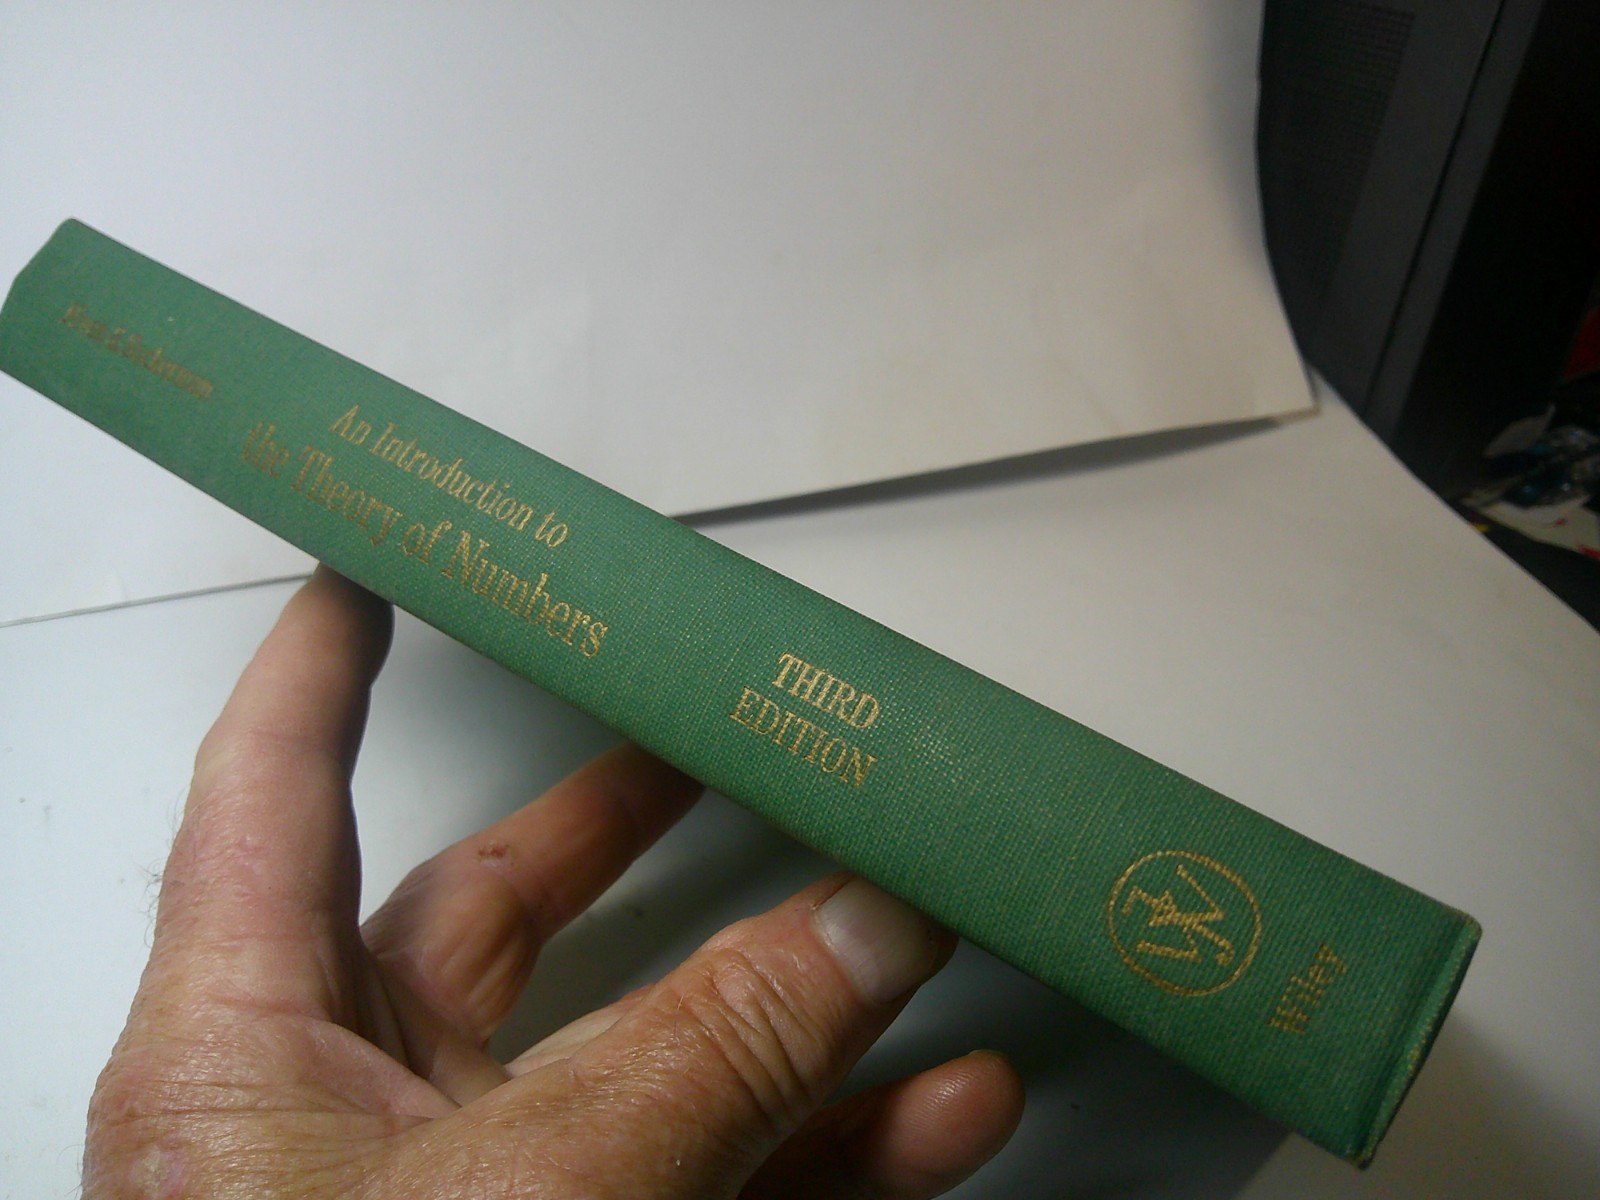 An Introduction to
the Theory of Numbers
THIRD
EDITION
Wiley